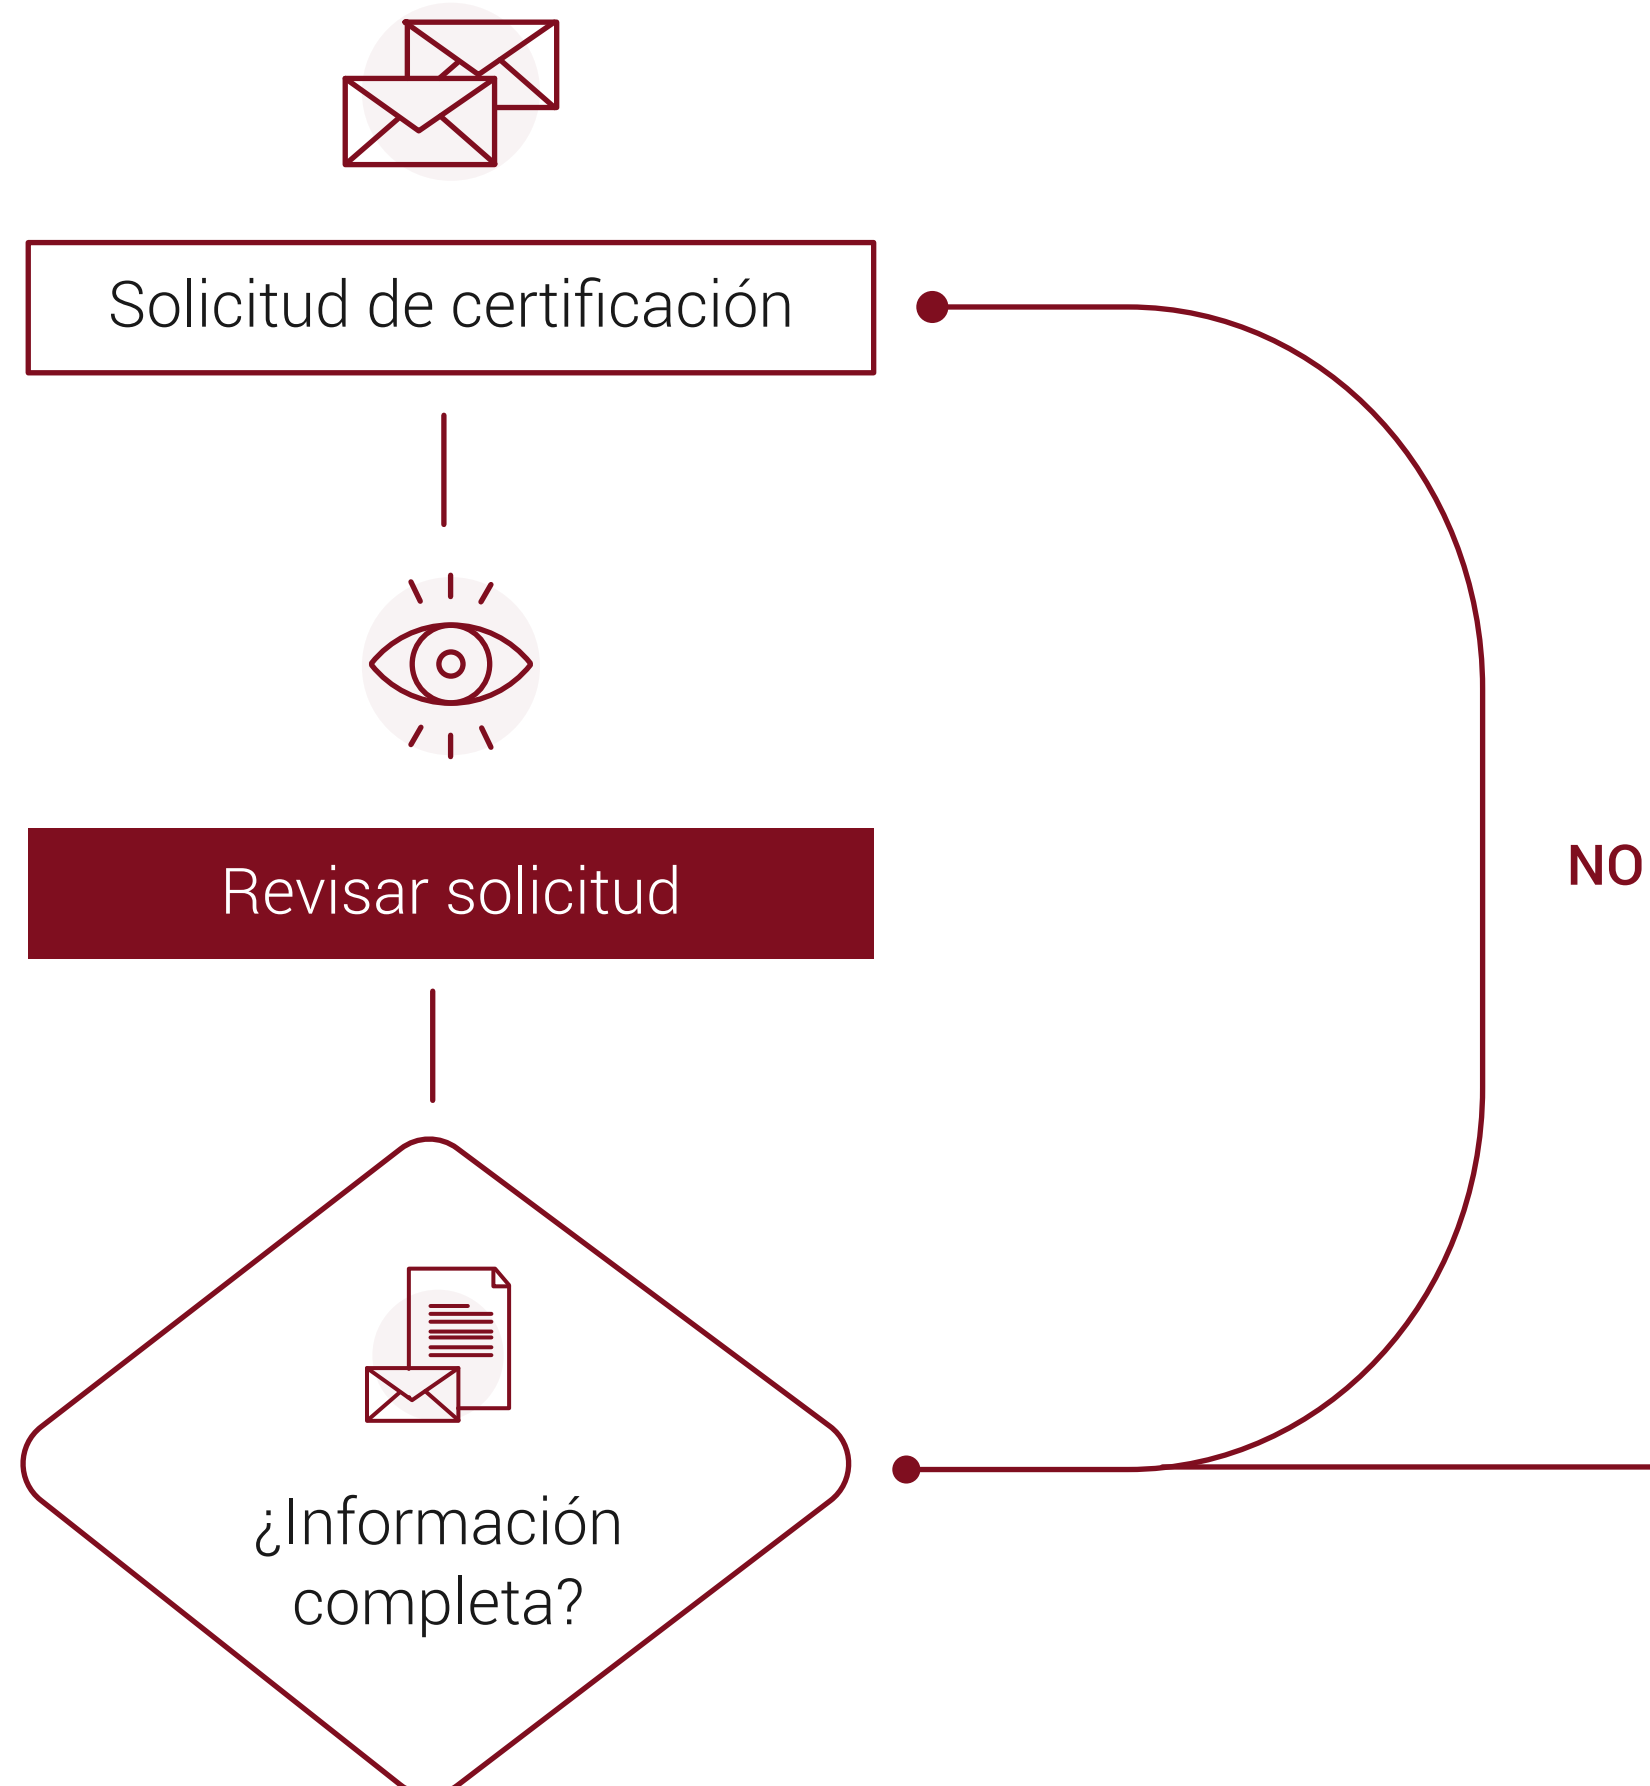 Solicitud de certificación
Revisar solicitud
NO
¿Información
completa?